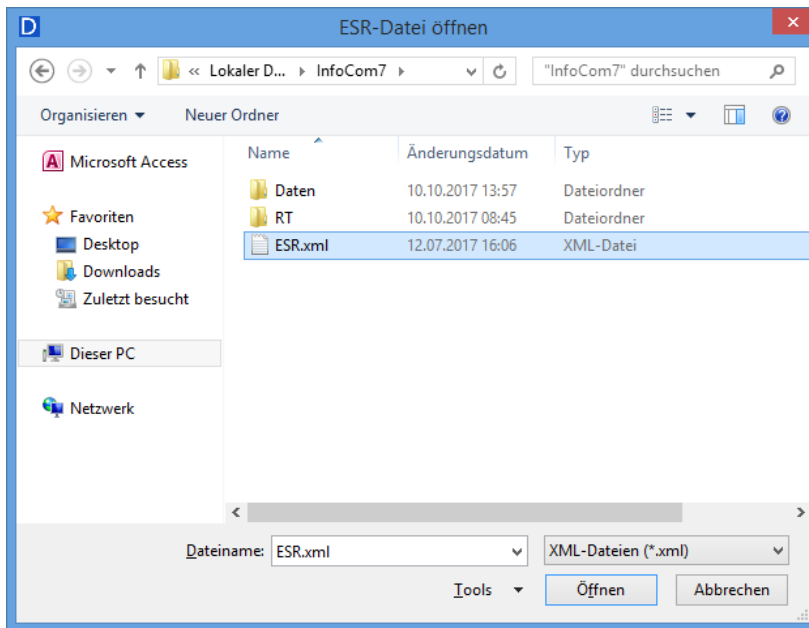 D ESR-Datei öffnen
« Lokaler D... InfoCom7 "InfoCom7" durchsuchen
Organisieren Neuer Ordner
Name Änderungsdatum Typ
A Microsoft Access
Daten 10.10.2017 13:57 Dateiordner
RT 10.10.2017 08:45 Dateiordner
ESR.xml 12.07.2017 16:06 XML-Datei
Favoriten
Desktop
Downloads
Zuletzt besucht
Dieser PC
Netzwerk
Dateiname: ESR.xml XML-Dateien (*.xml)
Tools Öffnen Abbrechen